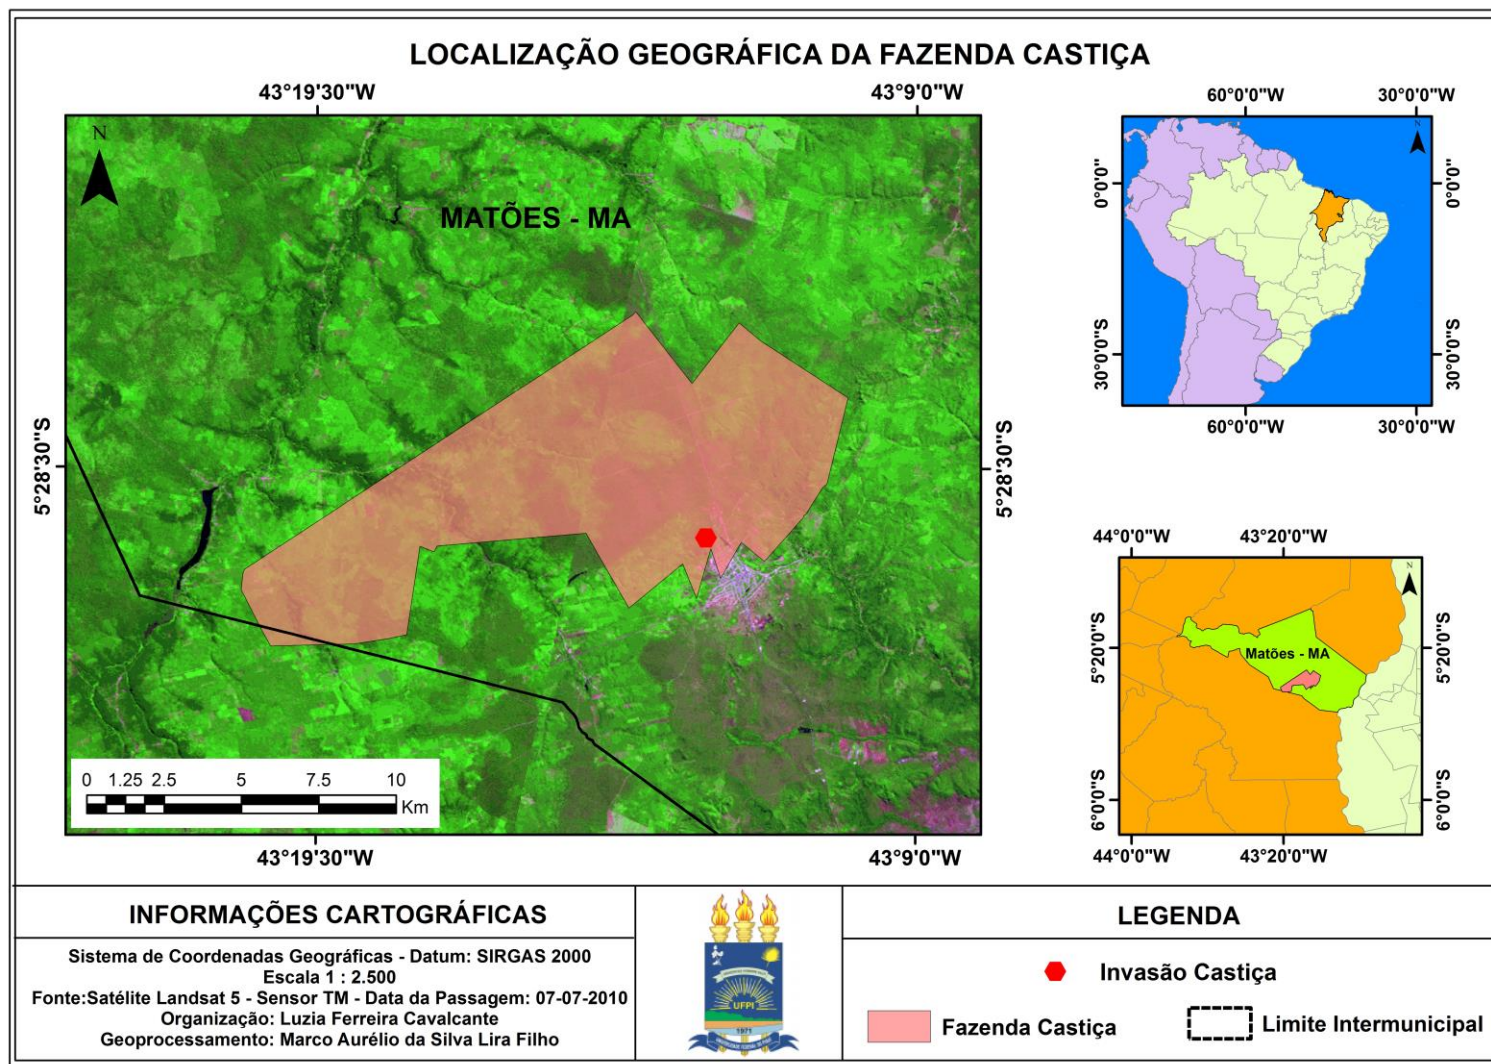 LOCALIZAÇÃO GEOGRÁFICA DA FAZENDA CASTIÇA
43°19'30"W
43°9'0"W
N
MATÕES - MA
5°28'30"S
5°28'30"S
0 1.25 2.5 5 7.5 10
Km
43°19'30"W
43°9'0"W
60°0'0"W
30°0'0"W
N
0°0'0"
0°0'0"
30°0'0"S
30°0'0"S
60°0'0"W
30°0'0"W
44°0'0"W
43°20'0"W
N
5°20'0"S
Matões - MA
5°20'0"S
6°0'0"S
6°0'0"S
44°0'0"W
43°20'0"W
INFORMAÇÕES CARTOGRÁFICAS
Sistema de Coordenadas Geográficas - Datum: SIRGAS 2000
Escala 1 : 2.500
Fonte:Satélite Landsat 5 - Sensor TM - Data da Passagem: 07-07-2010
Organização: Luzia Ferreira Cavalcante
Geoprocessamento: Marco Aurélio da Silva Lira Filho
UFPI
1971
UNIVERSIDADE FEDERAL DO PIAUÍ
LEGENDA
Invasão Castiça
Fazenda Castiça
Limite Intermunicipal